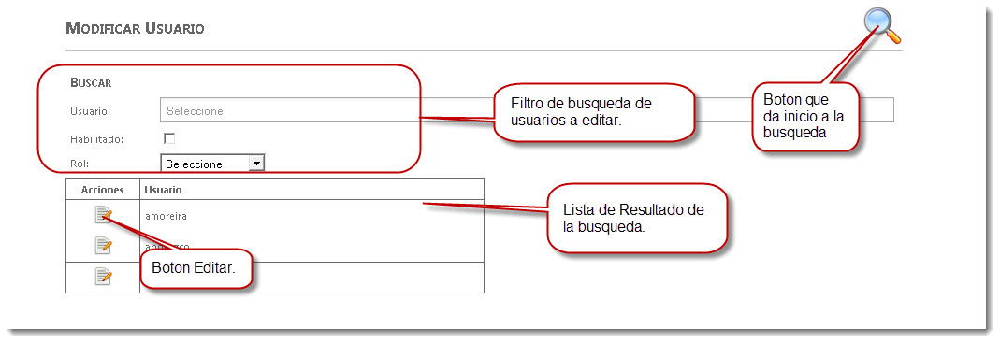 MODIFICAR USUARIO
BUSCAR
Usuario:
Seleccione
Filtro de busqueda de
usuarios a editar.
Boton que
da inicio a la
busqueda
Habilitado:
Rol:
Seleccione
Acciones
Usuario
amoreira
Lista de Resultado de
la busqueda.
Boton Editar.